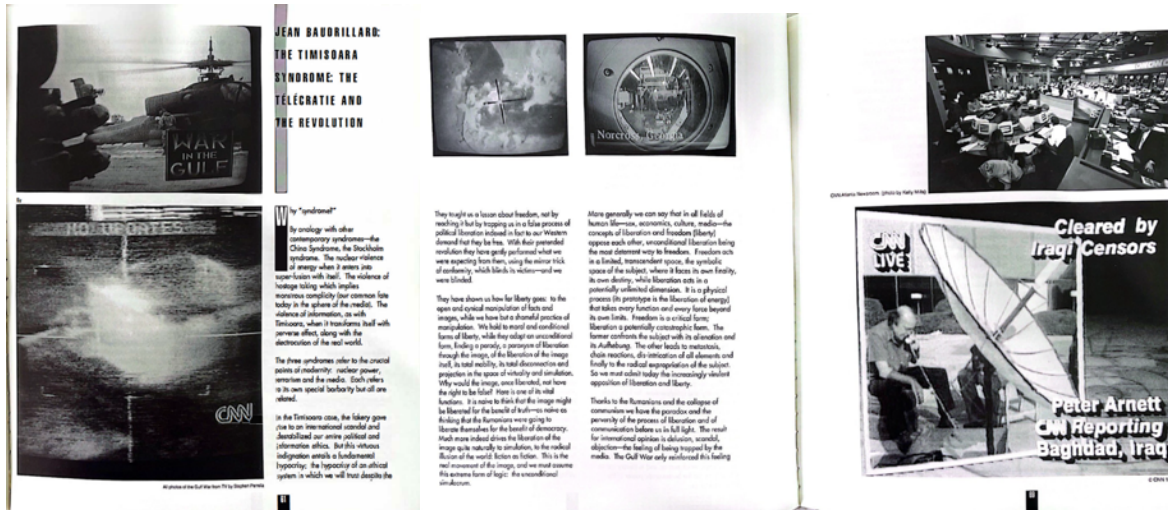 WAR
IN THE
GULF
By
NO UPDATES
CNN
All photos of the Gulf War from TV by Stephen Perrella
JEAN BAUDRILLARD:
THE TIMISOARA
SYNDROME: THE
TÉLÉCRATIE AND
THE REVOLUTION
Why "syndrome?"
By analogy with other
contemporary syndromes—the
China Syndrome, the Stockholm
syndrome. The nuclear violence
of energy when it enters into
super-fusion with itself. The violence of
hostage taking which implies
monstrous complicity (our common fate
today in the sphere of the media). The
violence of information, as with
Timisoara, when it transforms itself with
perverse effect, along with the
electrocution of the real world.
The three syndromes refer to the crucial
points of modernity: nuclear power,
terrorism and the media. Each refers
to its own special barbarity but all are
related.
In the Timisoara case, the fakery gave
rise to an international scandal and
destabilized our entire political and
information ethics. But this virtuous
indignation entails a fundamental
hypocrisy; the hypocrisy of an ethical
system in which we will trust despite the
Norcross, Georgia
They taught us a lesson about freedom, not by
reaching it but by trapping us in a false process of
political liberation indexed in fact to our Western
demand that they be free. With their pretended
revolution they have gently performed what we
were expecting from them, using the mirror trick
of conformity, which blinds its victims—and we
were blinded.
They have shown us how far liberty goes: to the
open and cynical manipulation of facts and
images, while we have but a shameful practice of
manipulation. We hold to moral and conditional
forms of liberty, while they adopt an unconditional
form, finding a parody, a paroxysm of liberation
through the image, of the liberation of the image
itself, its total mobility, its total disconnection and
projection in the space of virtuality and simulation.
Why would the image, once liberated, not have
the right to be false? Here is one of its vital
functions. It is naive to think that the image might
be liberated for the benefit of truth—as naive as
thinking that the Rumanians were going to
liberate themselves for the benefit of democracy.
Much more indeed drives the liberation of the
image quite naturally to simulation, to the radical
illusion of the world: fiction as fiction. This is the
real movement of the image, and we must assume
this extreme form of logic: the unconditional
simulacrum.
More generally we can say that in all fields of
human life—sex, economics, culture, media—the
concepts of liberation and freedom (liberty)
oppose each other, unconditional liberation being
the most deterrent way to freedom. Freedom acts
in a limited, transcendent space, the symbolic
space of the subject, where it faces its own finality,
its own destiny, while liberation acts in a
potentially unlimited dimension. It is a physical
process (its prototype is the liberation of energy)
that takes every function and every force beyond
its own limits. Freedom is a critical form;
liberation a potentially catastrophic form. The
former confronts the subject with its alienation and
its Aufhebung. The other leads to metastasis,
chain reactions, dis-intrication of all elements and
finally to the radical expropriation of the subject.
So we must admit today the increasingly virulent
opposition of liberation and liberty.
Thanks to the Rumanians and the collapse of
communism we have the paradox and the
perversity of the process of liberation and of
communication before us in full light. The result
for international opinion is delusion, scandal,
abjection—the feeling of being trapped by the
media. The Gulf War only reinforced this feeling
CNN Atlanta Newsroom. (photo by
CNN
LIVE
Cleared by
Iraqi Censors
Peter Arnett
CNN Reporting
Baghdad, Iraq
© CNN